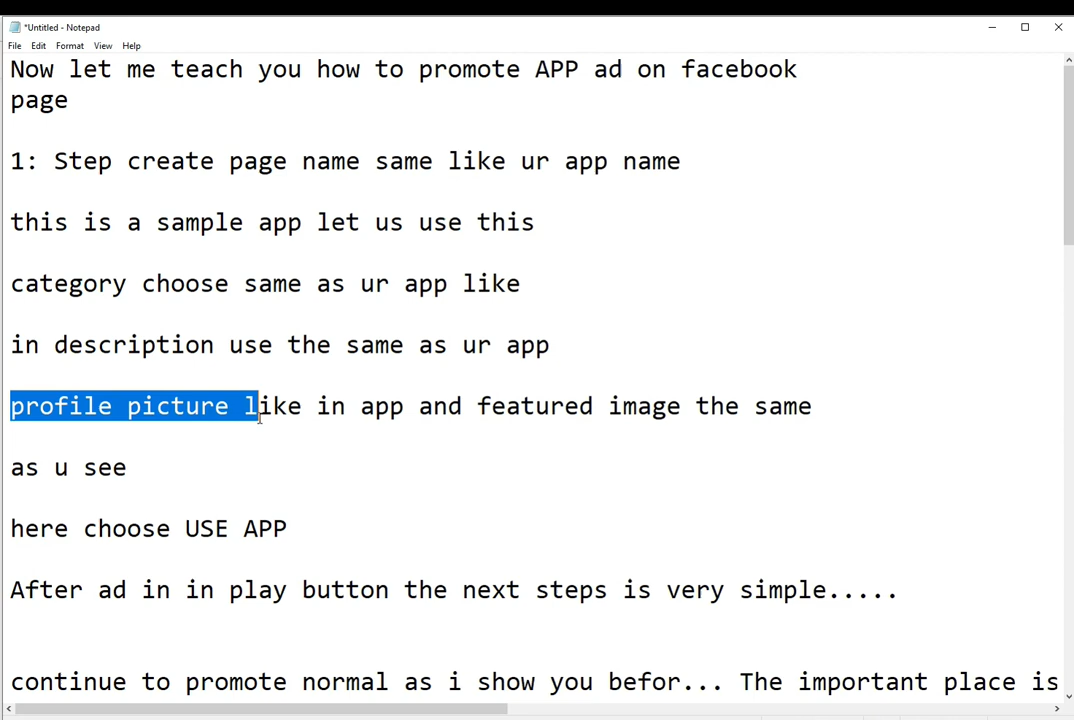 *Untitled - Notepad
File Edit Format View Help
Now let me teach you how to promote APP ad on facebook
page
1: Step create page name same like ur app name
this is a sample app let us use this
category choose same as ur app like
in description use the same as ur app
profile picture like in app and featured image the same
as u see
here choose USE APP
After ad in in play button the next steps is very simple.....
continue to promote normal as i show you befor... The important place is